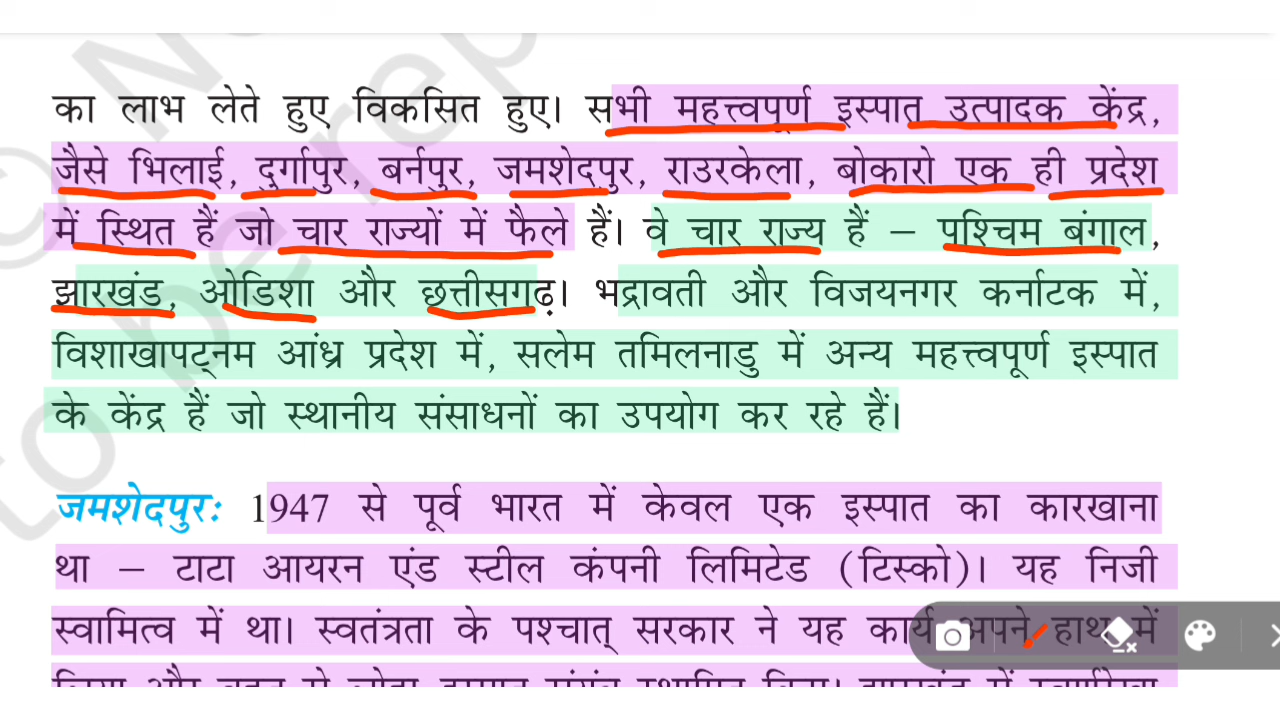 का लाभ लेते हुए विकसित हुए। सभी महत्त्वपूर्ण इस्पात उत्पादक केंद्र,
जैसे भिलाई, दुर्गापुर, बर्नपुर, जमशेदपुर, राउरकेला, बोकारो एक ही प्रदेश
में स्थित हैं जो चार राज्यों में फैले हैं। वे चार राज्य हैं – पश्चिम बंगाल,
झारखंड, ओडिशा और छत्तीसगढ़। भद्रावती और विजयनगर कर्नाटक में,
विशाखापट्नम आंध्र प्रदेश में, सलेम तमिलनाडु में अन्य महत्त्वपूर्ण इस्पात
के केंद्र हैं जो स्थानीय संसाधनों का उपयोग कर रहे हैं।
जमशेदपुरः 1947 से पूर्व भारत में केवल एक इस्पात का कारखाना
था – टाटा आयरन एंड स्टील कंपनी लिमिटेड (टिस्को)। यह निजी
स्वामित्व में था। स्वतंत्रता के पश्चात् सरकार ने यह कार्य अपने हाथ में